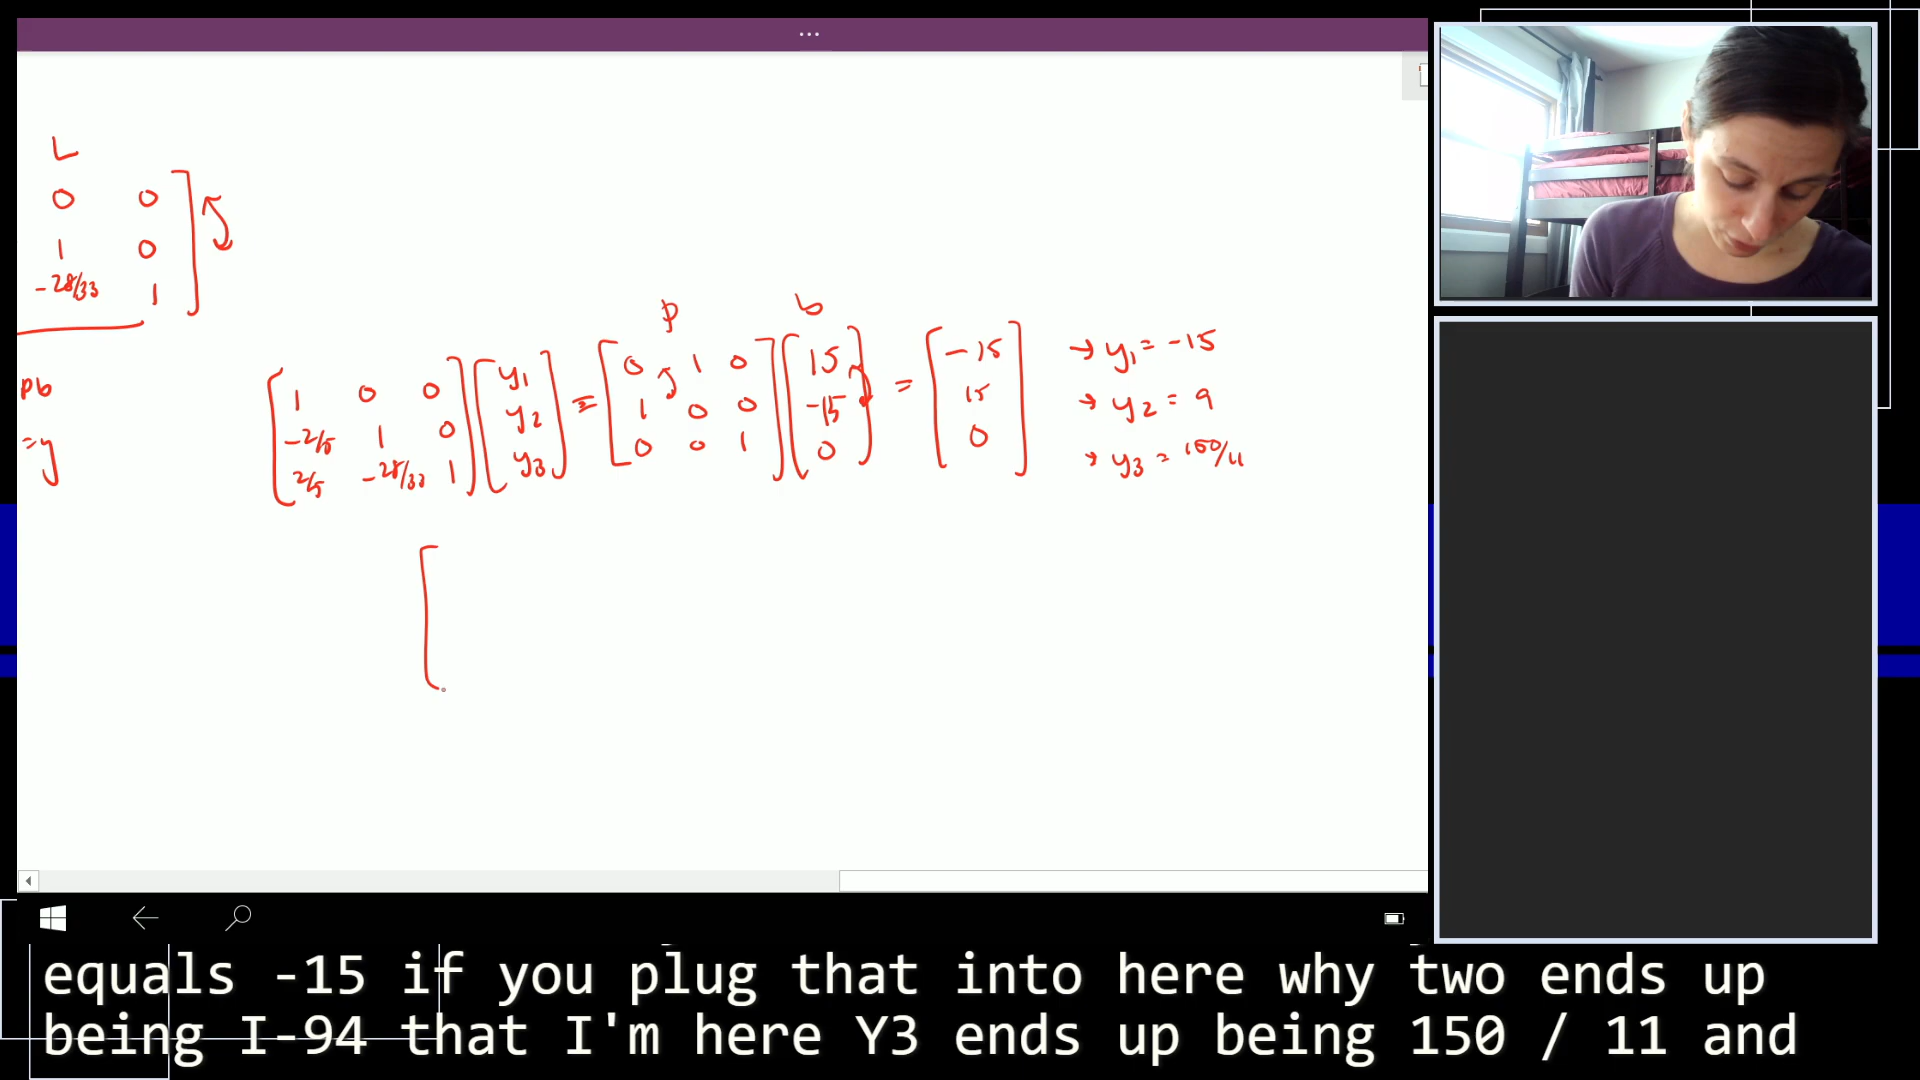 L
0 0
1 0
-28/33 1
P b
Pb
=y
[1 0 0] [y1] = [0 1 0] [15] = [-15] → y1 = -15
[-2/5 1 0] [y2] [1 0 0] [-15] [15] → y2 = 9
[2/5 -28/33 1] [y3] [0 0 1] [0] [0] → y3 = 150/11
equals -15 if you plug that into here why two ends up
being I-94 that I'm here Y3 ends up being 150 / 11 and